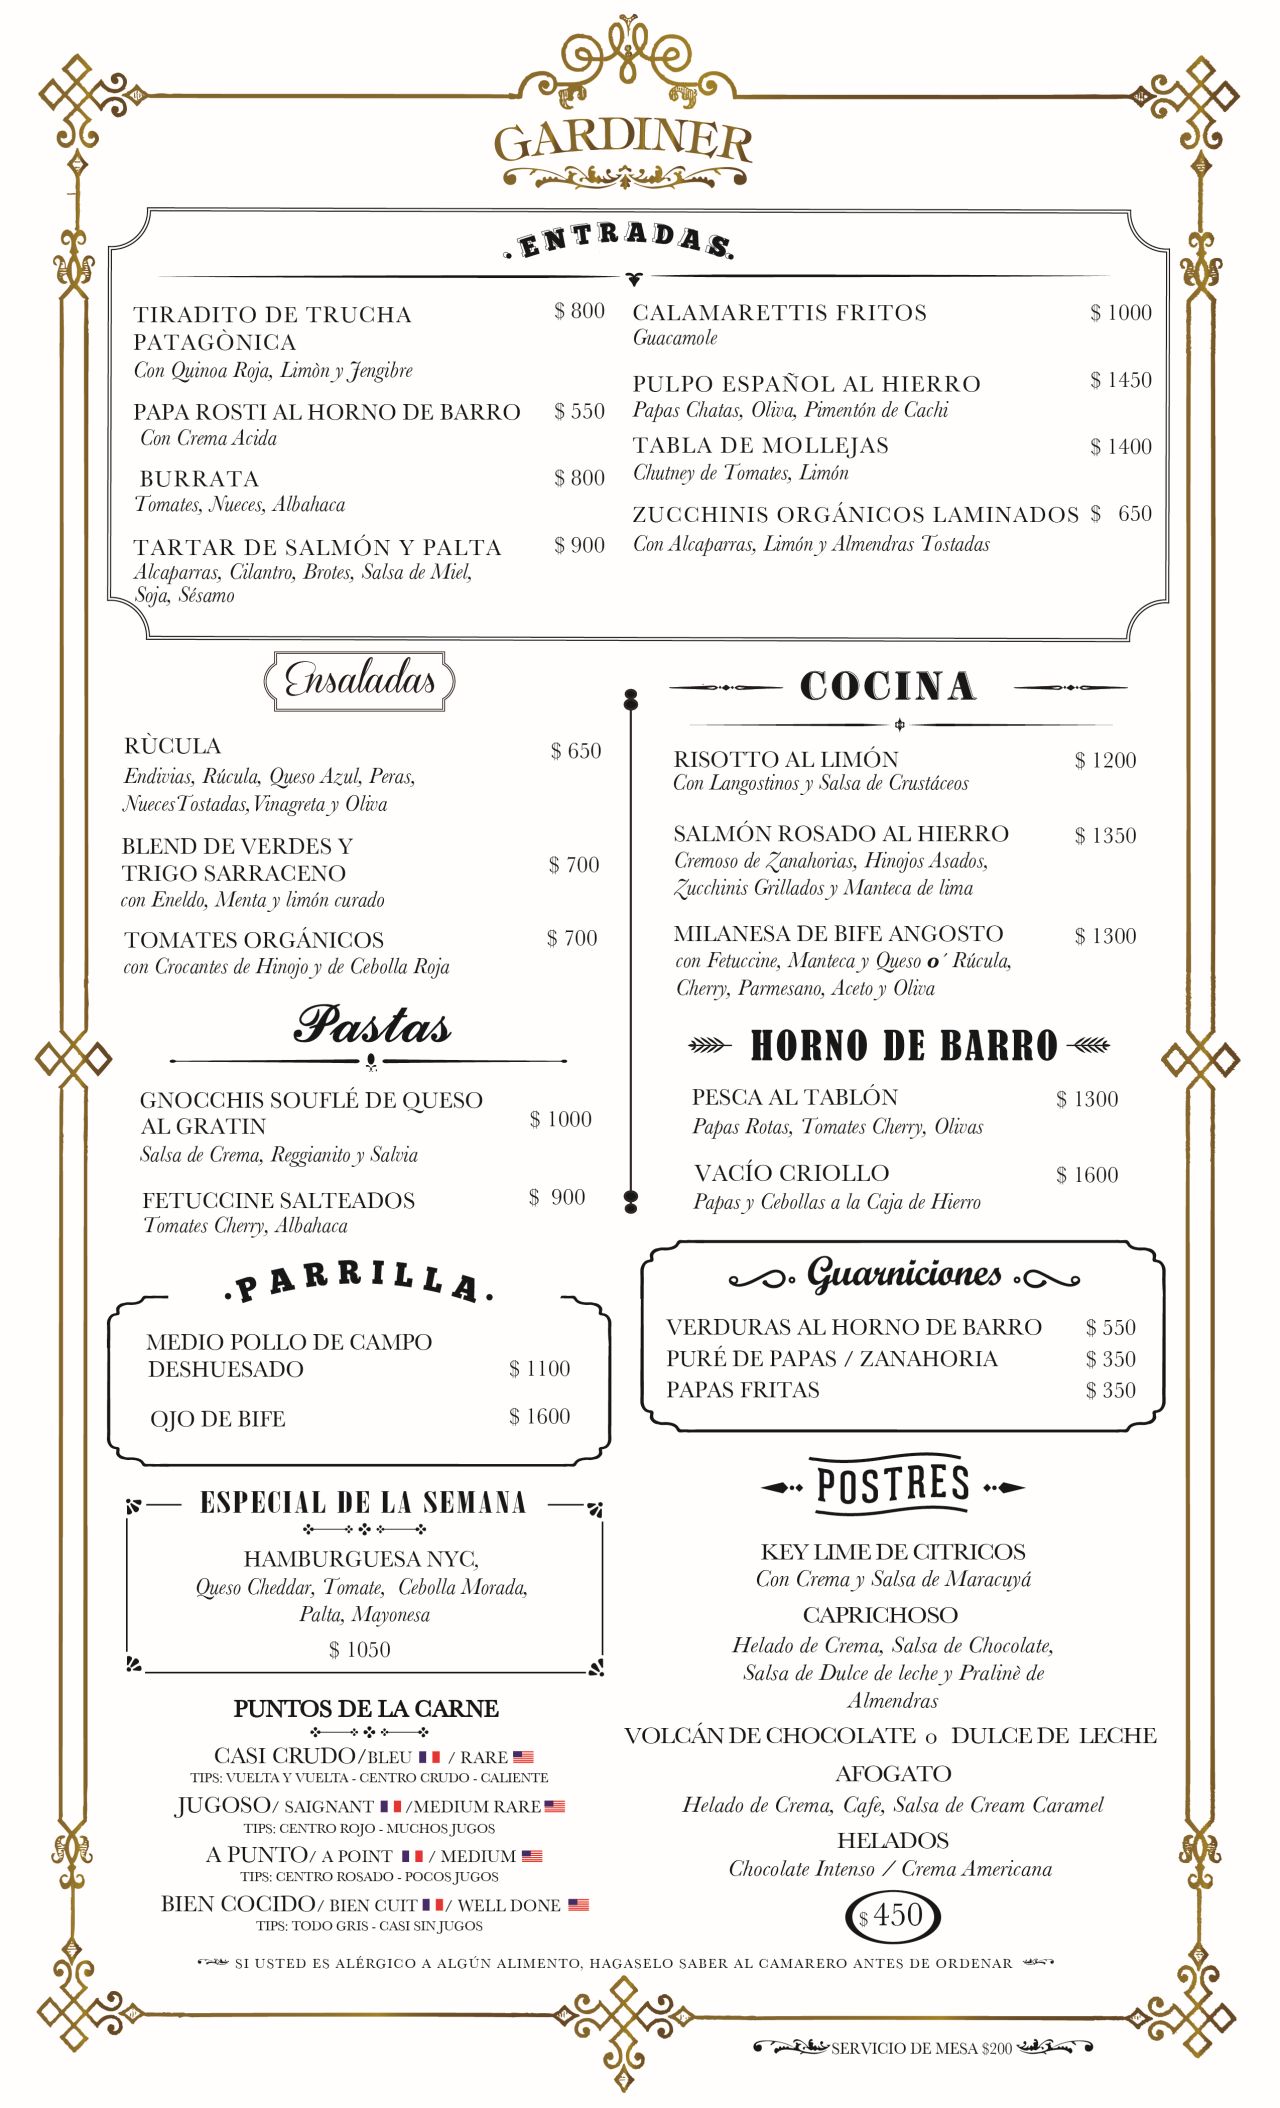 GARDINER
.ENTRADAS.
TIRADITO DE TRUCHA $ 800
PATAGÒNICA
Con Quinoa Roja, Limòn y Jengibre
PAPA ROSTI AL HORNO DE BARRO $ 550
Con Crema Acida
BURRATA $ 800
Tomates, Nueces, Albahaca
TARTAR DE SALMÓN Y PALTA $ 900
Alcaparras, Cilantro, Brotes, Salsa de Miel,
Soja, Sésamo
CALAMARETTIS FRITOS $ 1000
Guacamole
PULPO ESPAÑOL AL HIERRO $ 1450
Papas Chatas, Oliva, Pimentón de Cachi
TABLA DE MOLLEJAS $ 1400
Chutney de Tomates, Limón
ZUCCHINIS ORGÁNICOS LAMINADOS $ 650
Con Alcaparras, Limón y Almendras Tostadas
Ensaladas
RÙCULA $ 650
Endivias, Rúcula, Queso Azul, Peras,
NuecesTostadas, Vinagreta y Oliva
BLEND DE VERDES Y
TRIGO SARRACENO $ 700
con Eneldo, Menta y limón curado
TOMATES ORGÁNICOS $ 700
con Crocantes de Hinojo y de Cebolla Roja
Pastas
GNOCCHIS SOUFLÉ DE QUESO
AL GRATIN $ 1000
Salsa de Crema, Reggianito y Salvia
FETUCCINE SALTEADOS $ 900
Tomates Cherry, Albahaca
COCINA
RISOTTO AL LIMÓN $ 1200
Con Langostinos y Salsa de Crustáceos
SALMÓN ROSADO AL HIERRO $ 1350
Cremoso de Zanahorias, Hinojos Asados,
Zucchinis Grillados y Manteca de lima
MILANESA DE BIFE ANGOSTO $ 1300
con Fetuccine, Manteca y Queso o´ Rúcula,
Cherry, Parmesano, Aceto y Oliva
HORNO DE BARRO
PESCA AL TABLÓN $ 1300
Papas Rotas, Tomates Cherry, Olivas
VACÍO CRIOLLO $ 1600
Papas y Cebollas a la Caja de Hierro
.PARRILLA.
MEDIO POLLO DE CAMPO
DESHUESADO $ 1100
OJO DE BIFE $ 1600
Guarniciones
VERDURAS AL HORNO DE BARRO $ 550
PURÉ DE PAPAS / ZANAHORIA $ 350
PAPAS FRITAS $ 350
ESPECIAL DE LA SEMANA
HAMBURGUESA NYC,
Queso Cheddar, Tomate, Cebolla Morada,
Palta, Mayonesa
$ 1050
PUNTOS DE LA CARNE
CASI CRUDO/BLEU / RARE
TIPS: VUELTA Y VUELTA - CENTRO CRUDO - CALIENTE
JUGOSO/ SAIGNANT /MEDIUM RARE
TIPS: CENTRO ROJO - MUCHOS JUGOS
A PUNTO/ A POINT / MEDIUM
TIPS: CENTRO ROSADO - POCOS JUGOS
BIEN COCIDO/ BIEN CUIT / WELL DONE
TIPS: TODO GRIS - CASI SIN JUGOS
POSTRES
KEY LIME DE CITRICOS
Con Crema y Salsa de Maracuyá
CAPRICHOSO
Helado de Crema, Salsa de Chocolate,
Salsa de Dulce de leche y Pralinè de
Almendras
VOLCÁN DE CHOCOLATE o DULCE DE LECHE
AFOGATO
Helado de Crema, Cafe, Salsa de Cream Caramel
HELADOS
Chocolate Intenso / Crema Americana
$ 450
SI USTED ES ALÉRGICO A ALGÚN ALIMENTO, HAGASELO SABER AL CAMARERO ANTES DE ORDENAR
SERVICIO DE MESA $200